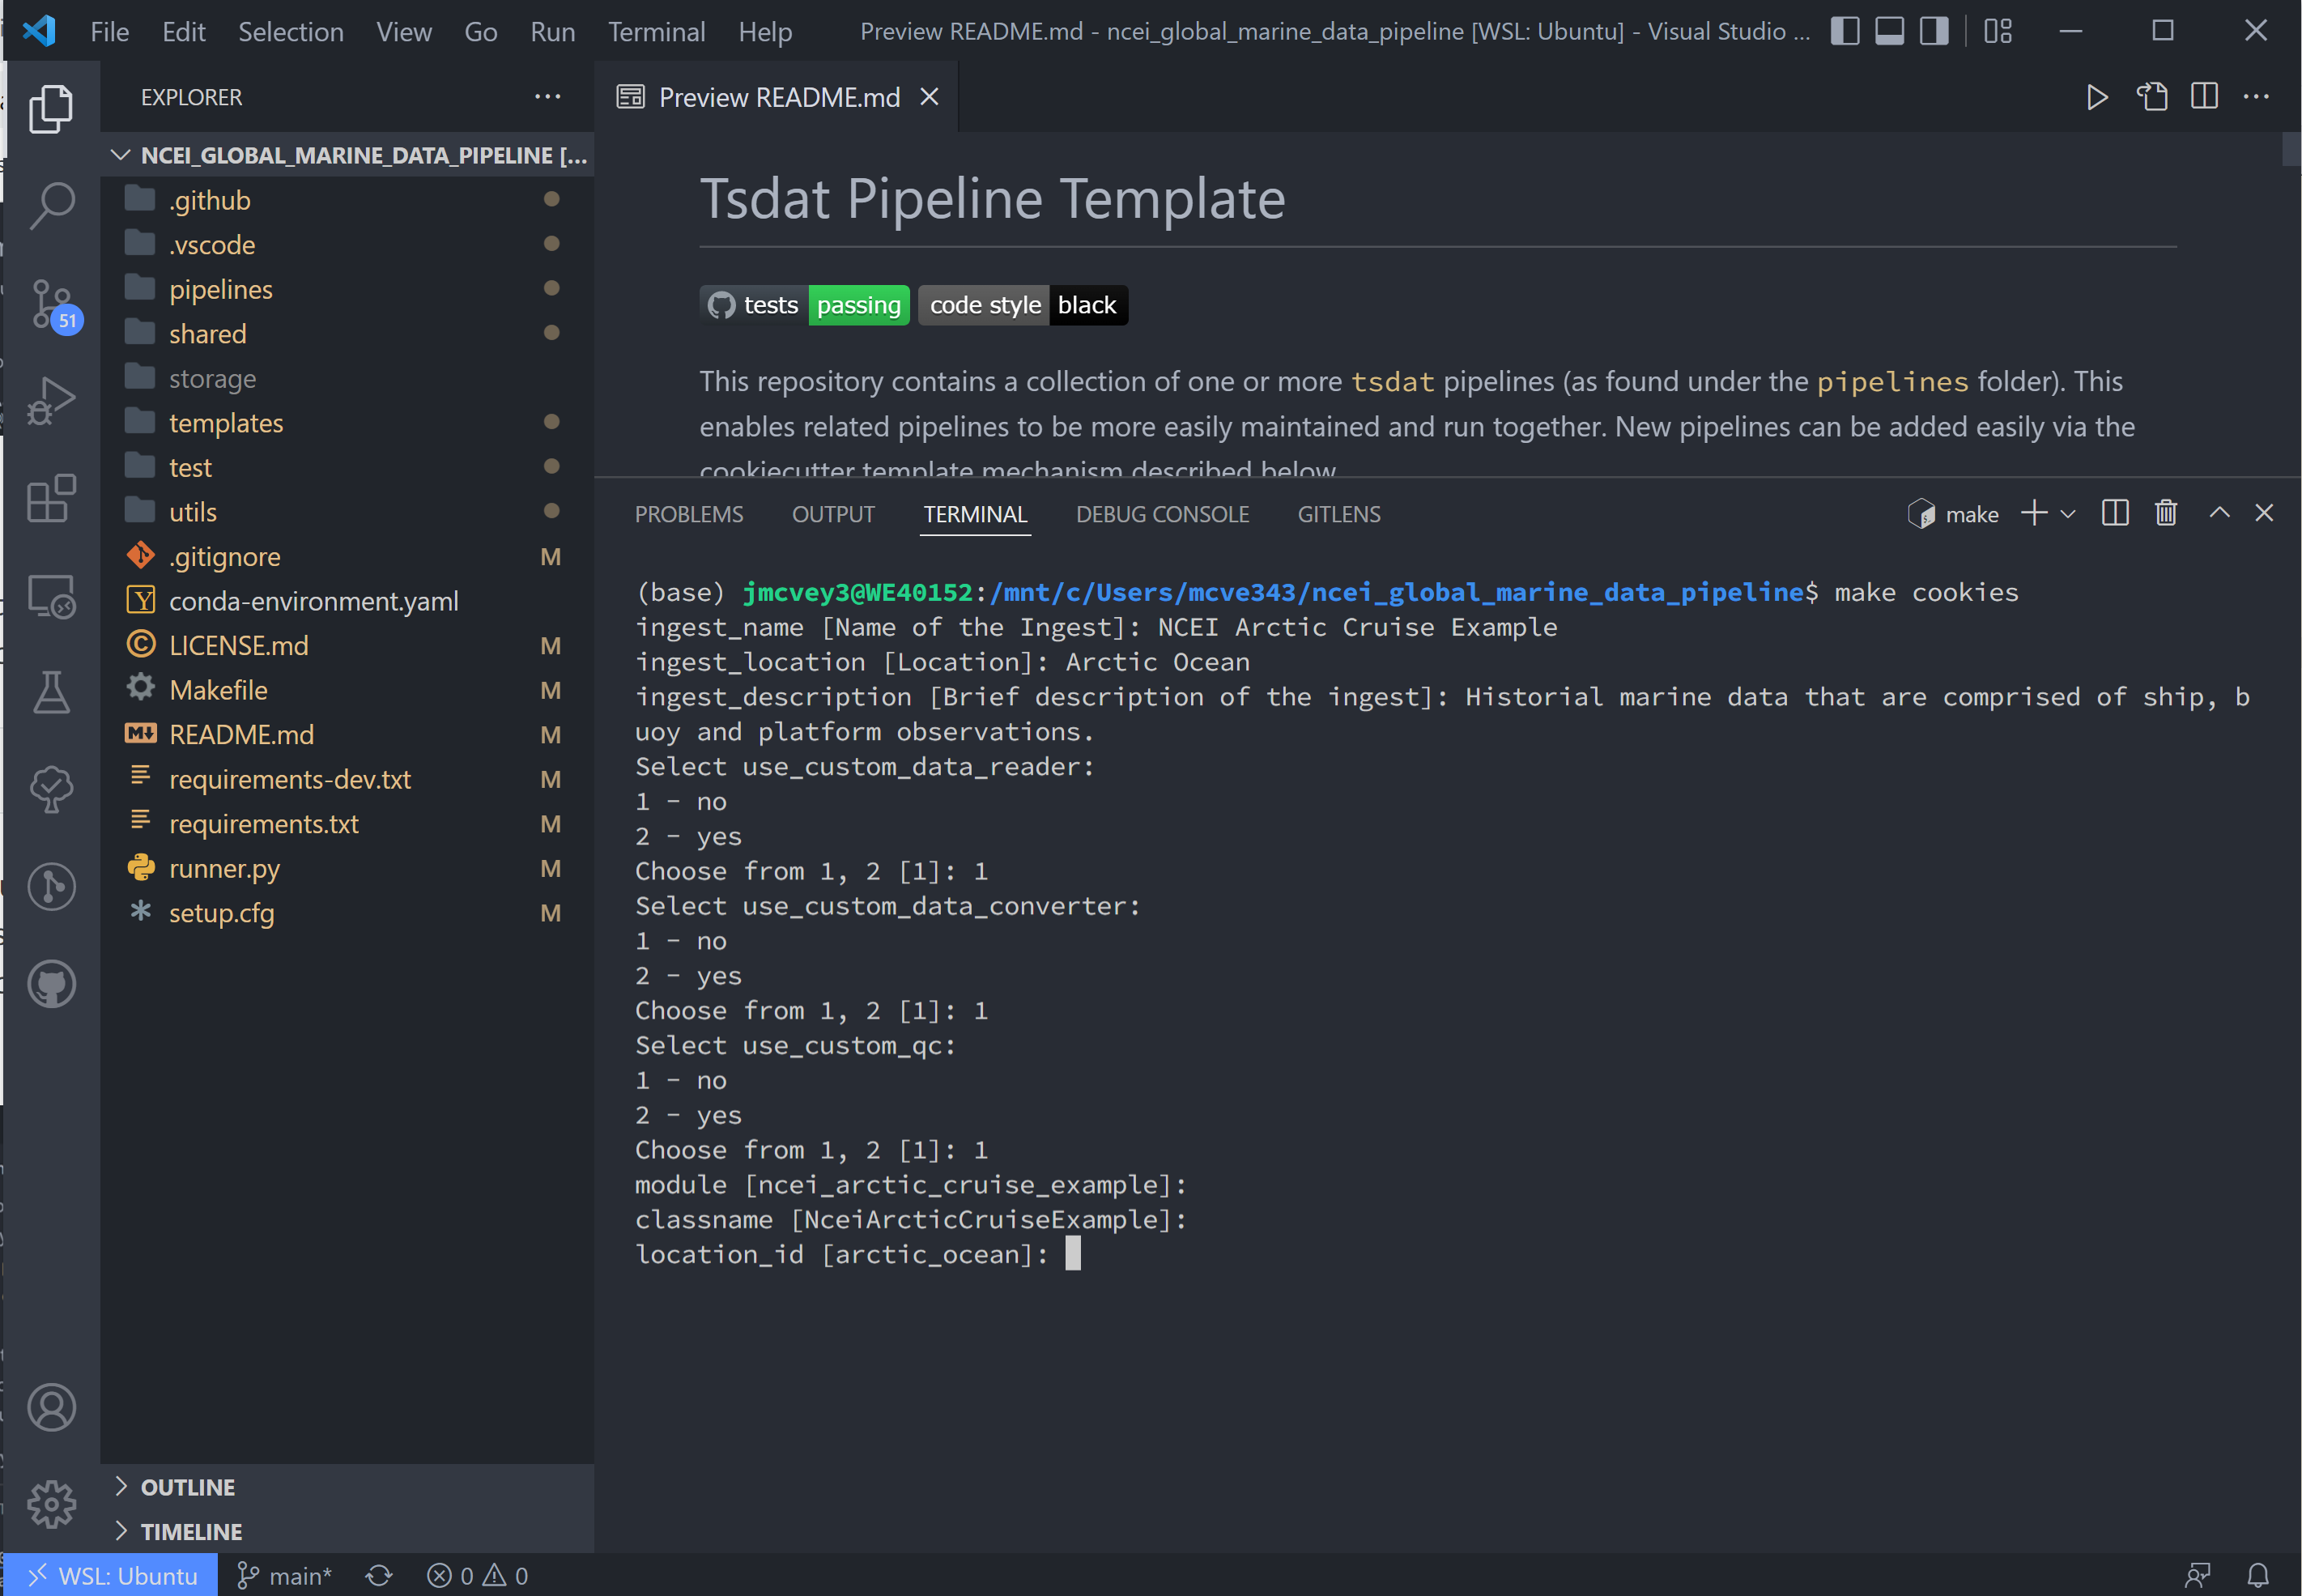 File Edit Selection View Go Run Terminal Help
Preview README.md - ncei_global_marine_data_pipeline [WSL: Ubuntu] - Visual Studio ...
EXPLORER
NCEI_GLOBAL_MARINE_DATA_PIPELINE [...
.github
.vscode
pipelines
shared
storage
templates
test
utils
.gitignore M
conda-environment.yaml
LICENSE.md M
Makefile M
README.md M
requirements-dev.txt M
requirements.txt M
runner.py M
setup.cfg M
OUTLINE
TIMELINE
51
Preview README.md
Tsdat Pipeline Template
tests passing code style black
This repository contains a collection of one or more tsdat pipelines (as found under the pipelines folder). This
enables related pipelines to be more easily maintained and run together. New pipelines can be added easily via the
cookiecutter template mechanism described below
PROBLEMS OUTPUT TERMINAL DEBUG CONSOLE GITLENS
make
(base) jmcvey3@WE40152:/mnt/c/Users/mcve343/ncei_global_marine_data_pipeline$ make cookies
ingest_name [Name of the Ingest]: NCEI Arctic Cruise Example
ingest_location [Location]: Arctic Ocean
ingest_description [Brief description of the ingest]: Historial marine data that are comprised of ship, b
uoy and platform observations.
Select use_custom_data_reader:
1 - no
2 - yes
Choose from 1, 2 [1]: 1
Select use_custom_data_converter:
1 - no
2 - yes
Choose from 1, 2 [1]: 1
Select use_custom_qc:
1 - no
2 - yes
Choose from 1, 2 [1]: 1
module [ncei_arctic_cruise_example]:
classname [NceiArcticCruiseExample]:
location_id [arctic_ocean]:
WSL: Ubuntu main* 0 0